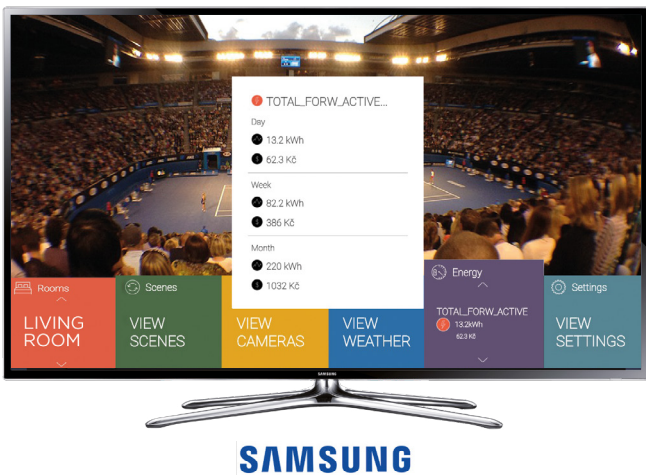 TOTAL_FORW_ACTIVE...
Day
13.2 kWh
62.3 Kč
Week
82.2 kWh
386 Kč
Month
220 kWh
1032 Kč
Rooms
LIVING
ROOM
Scenes
VIEW
SCENES
VIEW
CAMERAS
VIEW
WEATHER
Energy
TOTAL_FORW_ACTIVE
13.2kWh
62.3 Kč
Settings
VIEW
SETTINGS
SAMSUNG
SAMSUNG